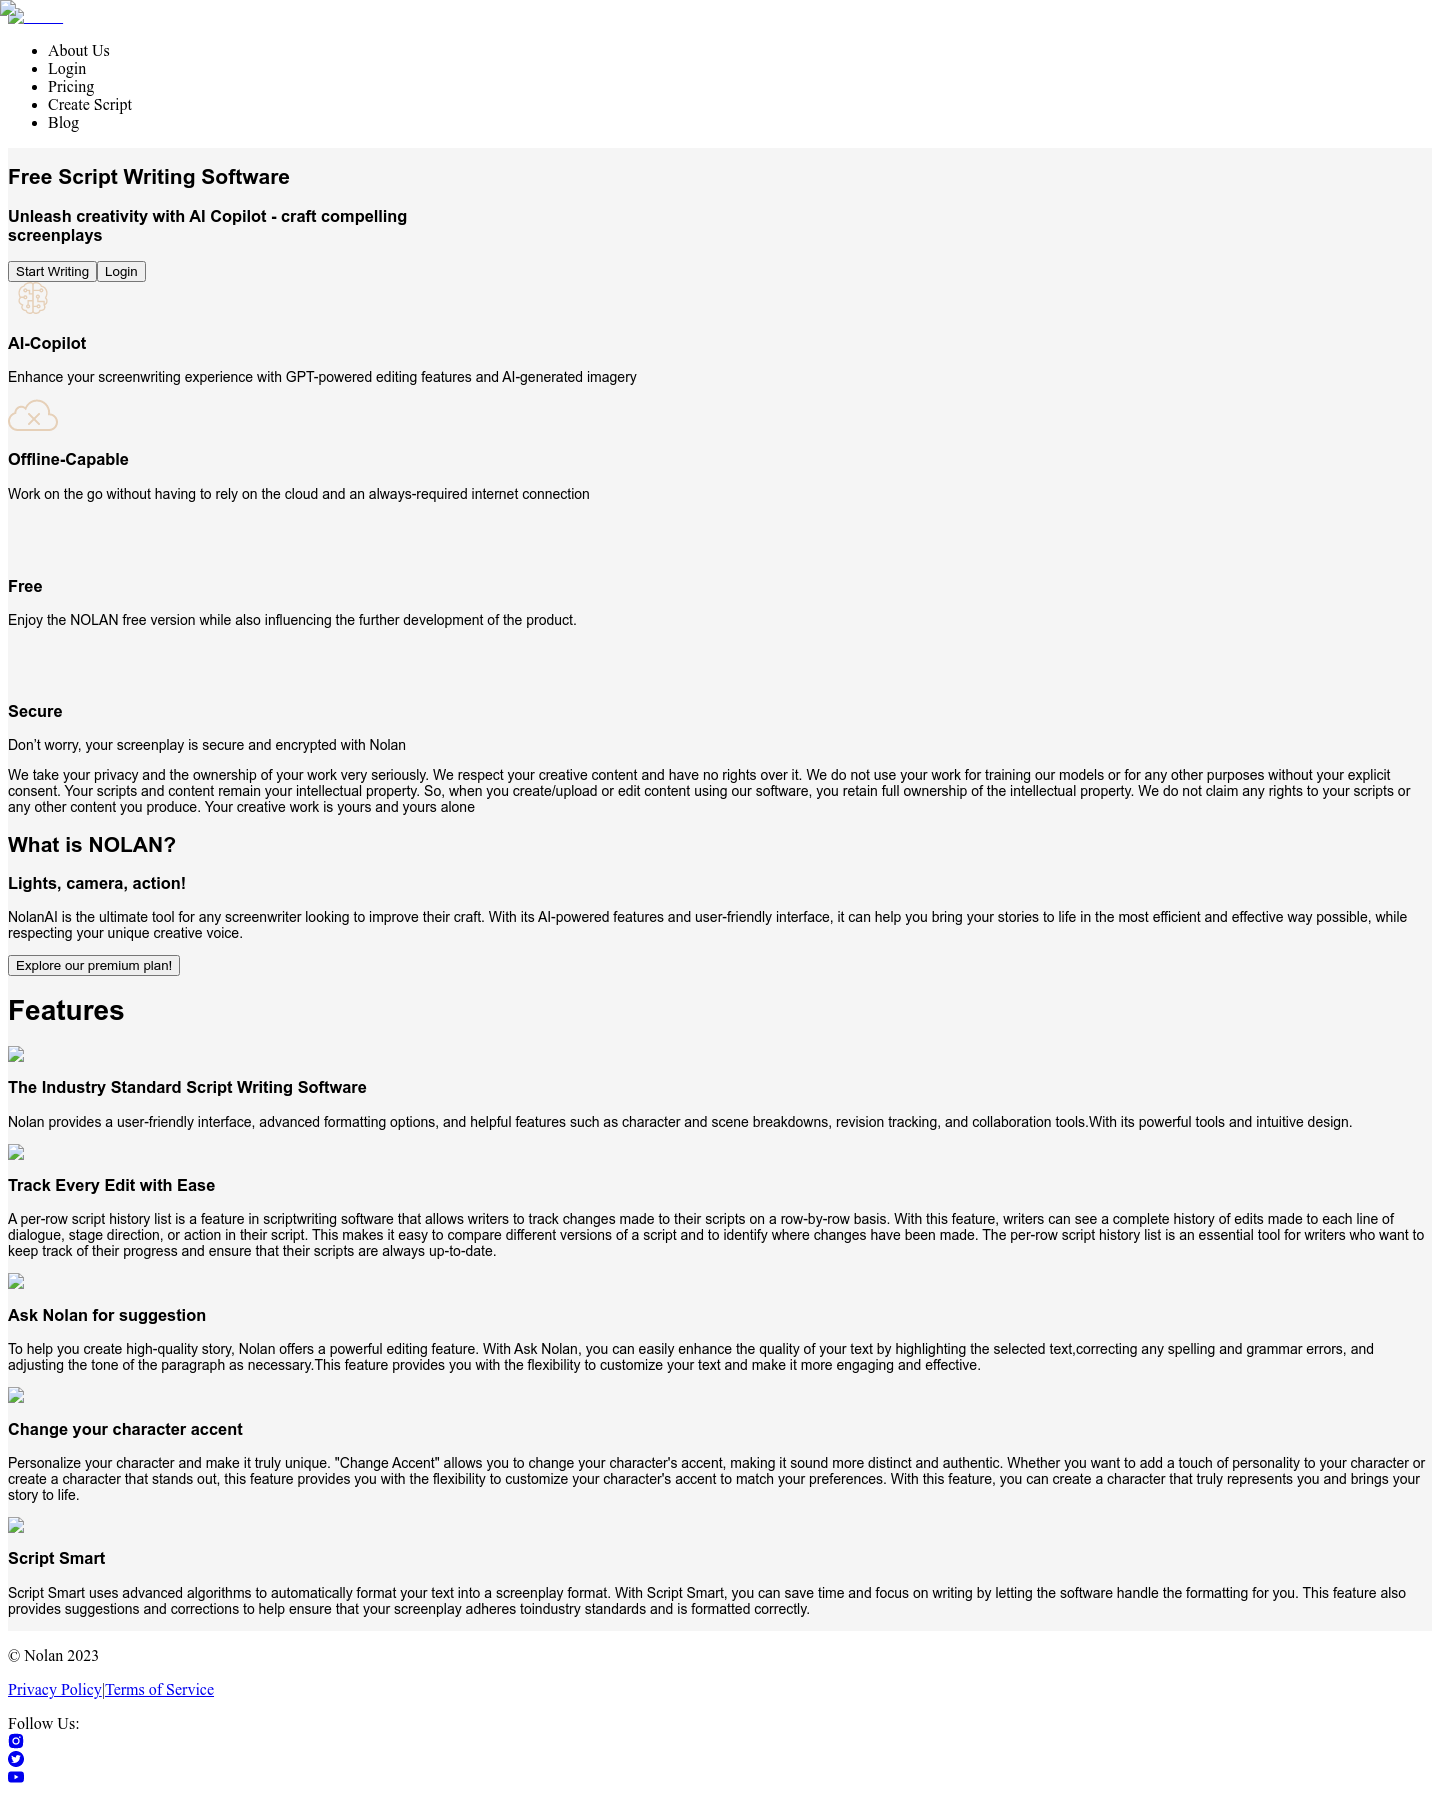 About Us
Login
Pricing
Create Script
Blog
Free Script Writing Software
Unleash creativity with AI Copilot - craft compelling
screenplays
Start Writing Login
AI-Copilot
Enhance your screenwriting experience with GPT-powered editing features and AI-generated imagery
Offline-Capable
Work on the go without having to rely on the cloud and an always-required internet connection
Free
Enjoy the NOLAN free version while also influencing the further development of the product.
Secure
Don’t worry, your screenplay is secure and encrypted with Nolan
We take your privacy and the ownership of your work very seriously. We respect your creative content and have no rights over it. We do not use your work for training our models or for any other purposes without your explicit
consent. Your scripts and content remain your intellectual property. So, when you create/upload or edit content using our software, you retain full ownership of the intellectual property. We do not claim any rights to your scripts or
any other content you produce. Your creative work is yours and yours alone
What is NOLAN?
Lights, camera, action!
NolanAI is the ultimate tool for any screenwriter looking to improve their craft. With its AI-powered features and user-friendly interface, it can help you bring your stories to life in the most efficient and effective way possible, while
respecting your unique creative voice.
Explore our premium plan!
Features
The Industry Standard Script Writing Software
Nolan provides a user-friendly interface, advanced formatting options, and helpful features such as character and scene breakdowns, revision tracking, and collaboration tools.With its powerful tools and intuitive design.
Track Every Edit with Ease
A per-row script history list is a feature in scriptwriting software that allows writers to track changes made to their scripts on a row-by-row basis. With this feature, writers can see a complete history of edits made to each line of
dialogue, stage direction, or action in their script. This makes it easy to compare different versions of a script and to identify where changes have been made. The per-row script history list is an essential tool for writers who want to
keep track of their progress and ensure that their scripts are always up-to-date.
Ask Nolan for suggestion
To help you create high-quality story, Nolan offers a powerful editing feature. With Ask Nolan, you can easily enhance the quality of your text by highlighting the selected text,correcting any spelling and grammar errors, and
adjusting the tone of the paragraph as necessary.This feature provides you with the flexibility to customize your text and make it more engaging and effective.
Change your character accent
Personalize your character and make it truly unique. "Change Accent" allows you to change your character's accent, making it sound more distinct and authentic. Whether you want to add a touch of personality to your character or
create a character that stands out, this feature provides you with the flexibility to customize your character's accent to match your preferences. With this feature, you can create a character that truly represents you and brings your
story to life.
Script Smart
Script Smart uses advanced algorithms to automatically format your text into a screenplay format. With Script Smart, you can save time and focus on writing by letting the software handle the formatting for you. This feature also
provides suggestions and corrections to help ensure that your screenplay adheres toindustry standards and is formatted correctly.
© Nolan 2023
Privacy Policy|Terms of Service
Follow Us: